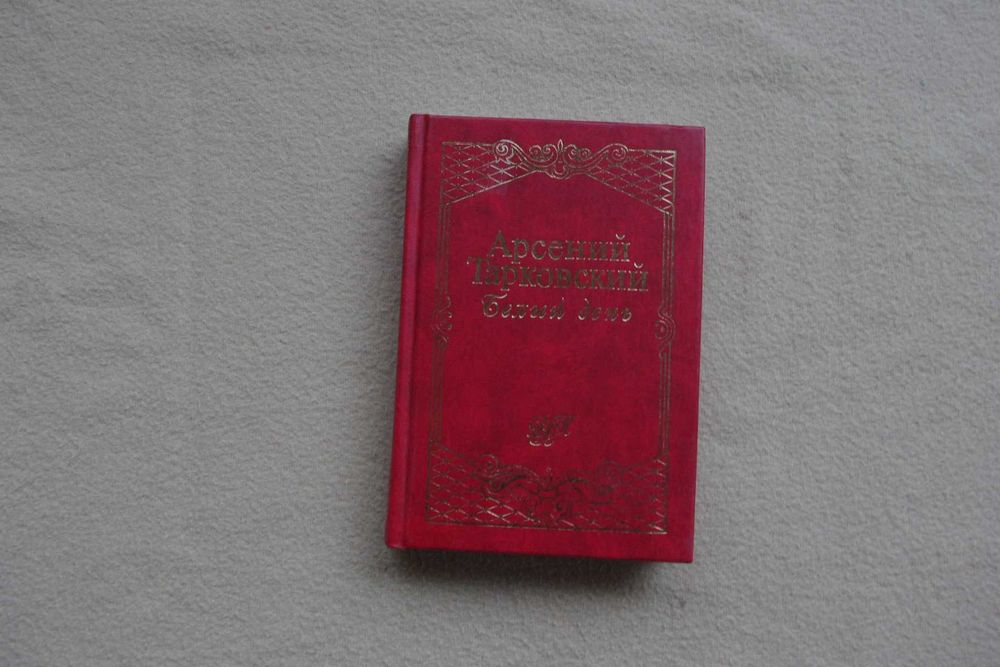 Арсений
Тарковский
Белый день